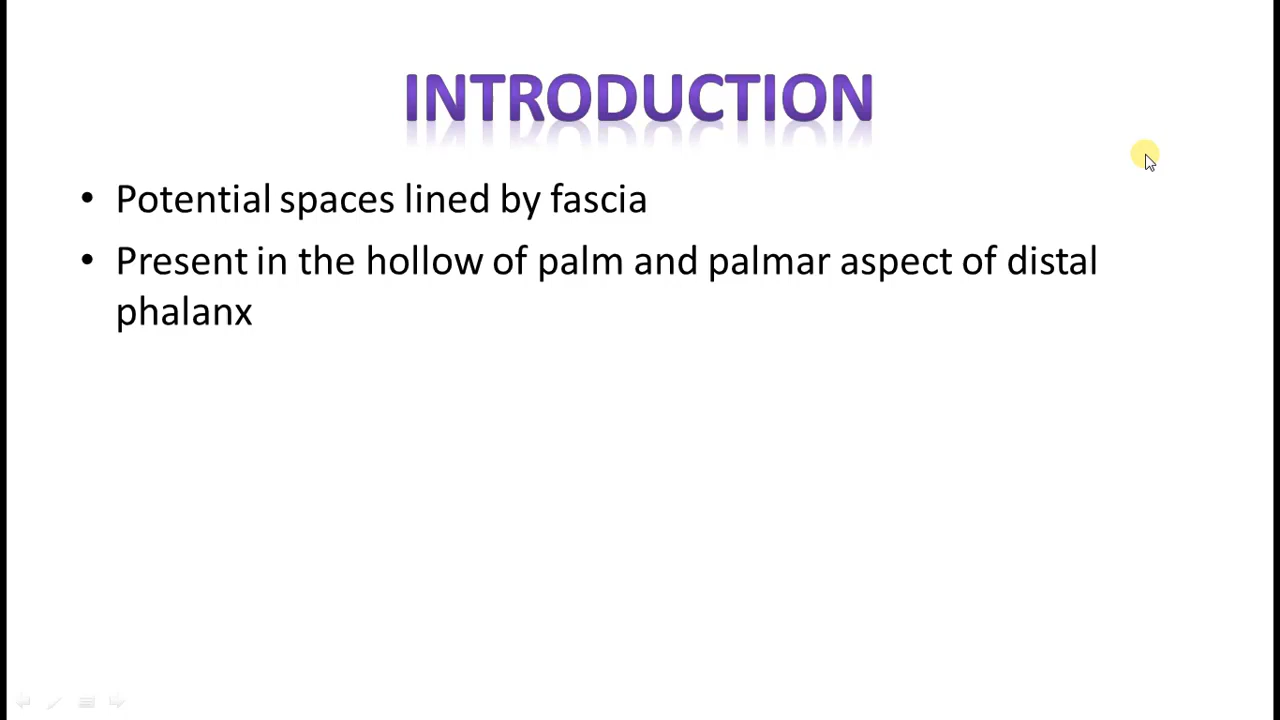 INTRODUCTION
• Potential spaces lined by fascia
• Present in the hollow of palm and palmar aspect of distal
phalanx